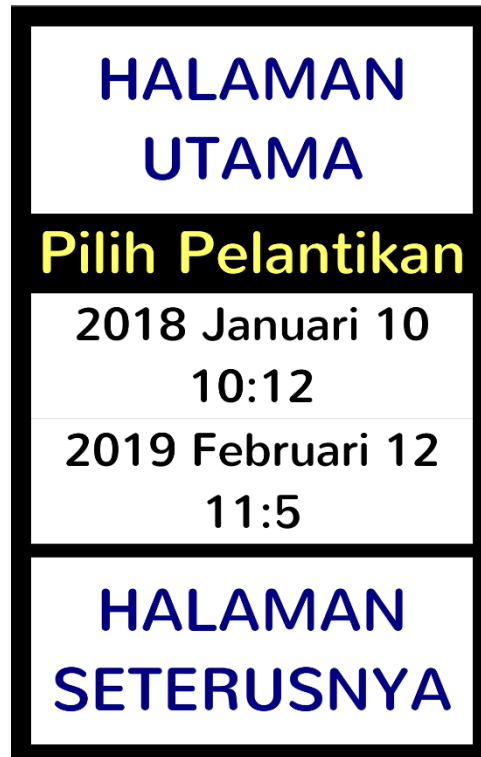 HALAMAN
UTAMA
Pilih Pelantikan
2018 Januari 10
10:12
2019 Februari 12
11:5
HALAMAN
SETERUSNYA